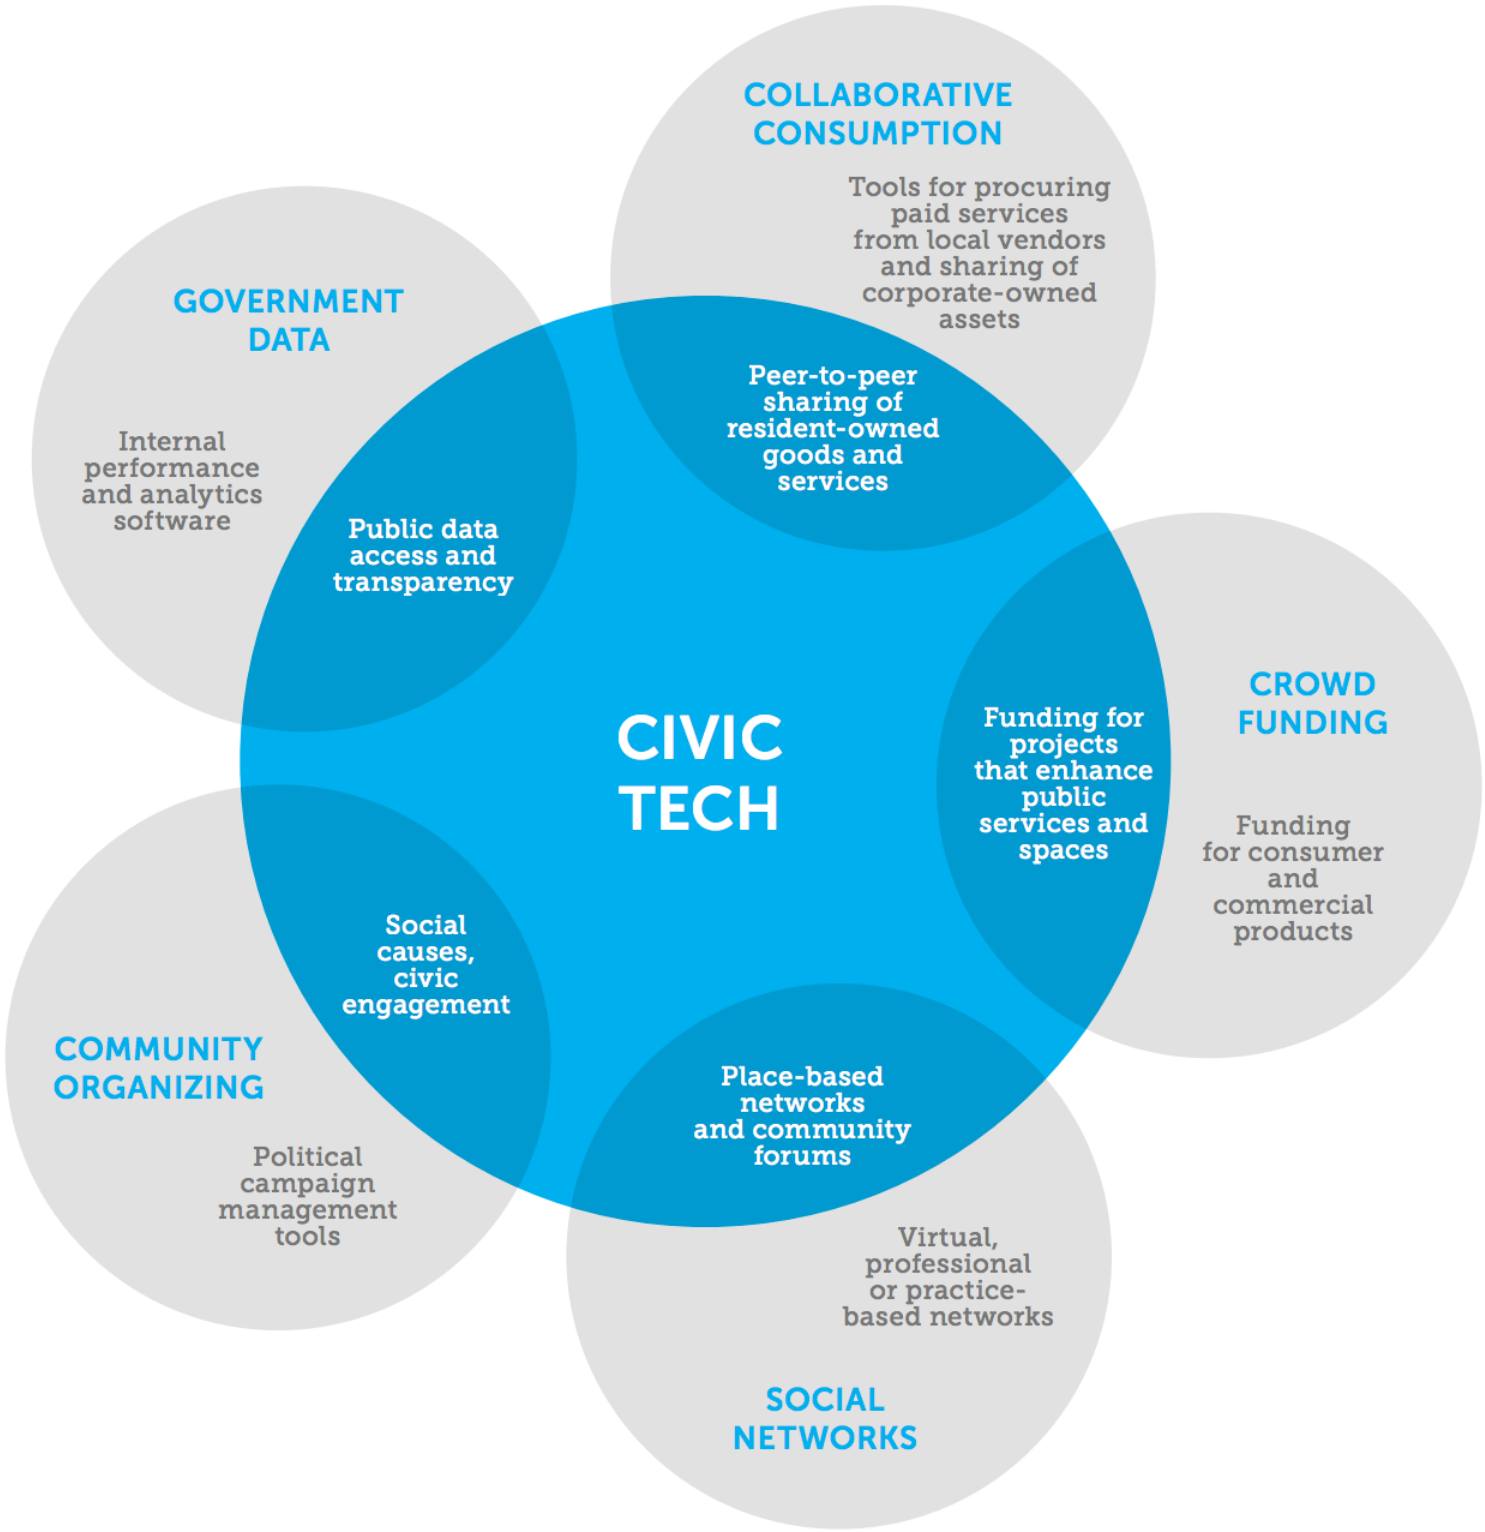 COLLABORATIVE
CONSUMPTION
Tools for procuring
paid services
from local vendors
and sharing of
corporate-owned
assets
Peer-to-peer
sharing of
resident-owned
goods and
services
GOVERNMENT
DATA
Internal
performance
and analytics
software
Public data
access and
transparency
CIVIC
TECH
CROWD
FUNDING
Funding for
projects
that enhance
public
services and
spaces
Funding
for consumer
and
commercial
products
Social
causes,
civic
engagement
COMMUNITY
ORGANIZING
Political
campaign
management
tools
Place-based
networks
and community
forums
Virtual,
professional
or practice-
based networks
SOCIAL
NETWORKS